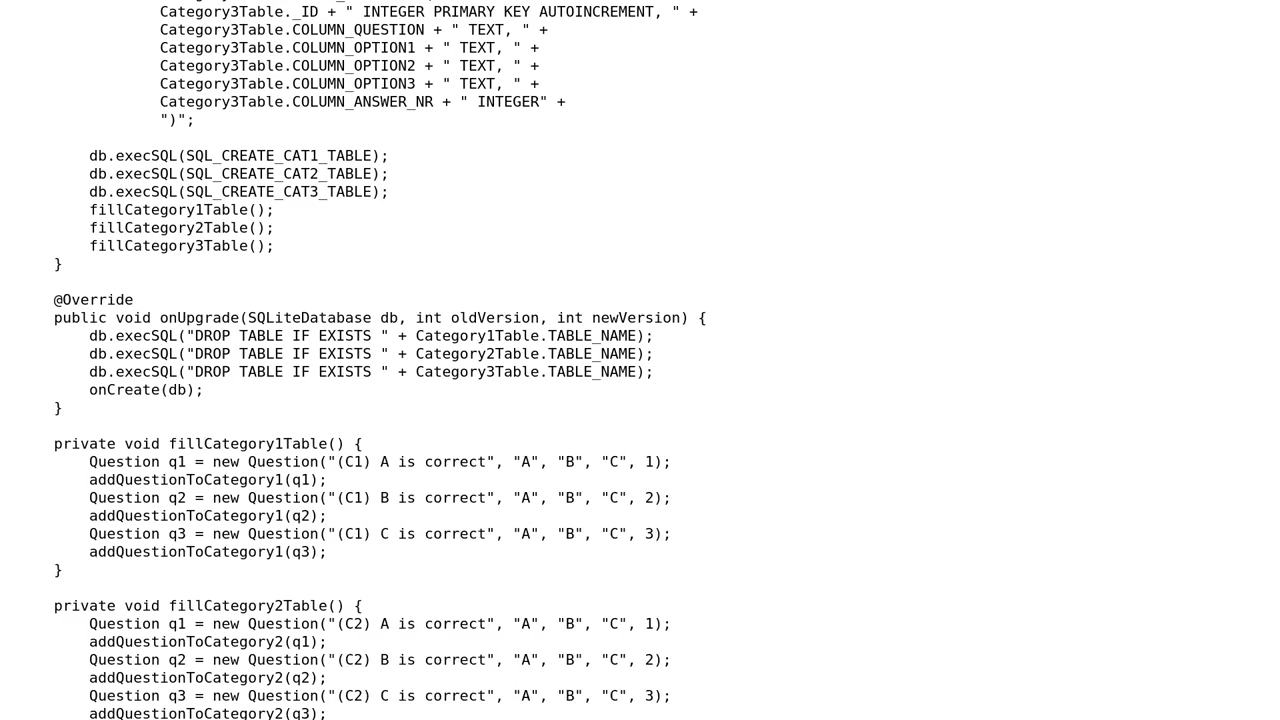 Category3Table._ID + " INTEGER PRIMARY KEY AUTOINCREMENT, " +
Category3Table.COLUMN_QUESTION + " TEXT, " +
Category3Table.COLUMN_OPTION1 + " TEXT, " +
Category3Table.COLUMN_OPTION2 + " TEXT, " +
Category3Table.COLUMN_OPTION3 + " TEXT, " +
Category3Table.COLUMN_ANSWER_NR + " INTEGER" +
")";
db.execSQL(SQL_CREATE_CAT1_TABLE);
db.execSQL(SQL_CREATE_CAT2_TABLE);
db.execSQL(SQL_CREATE_CAT3_TABLE);
fillCategory1Table();
fillCategory2Table();
fillCategory3Table();
}
@Override
public void onUpgrade(SQLiteDatabase db, int oldVersion, int newVersion) {
db.execSQL("DROP TABLE IF EXISTS " + Category1Table.TABLE_NAME);
db.execSQL("DROP TABLE IF EXISTS " + Category2Table.TABLE_NAME);
db.execSQL("DROP TABLE IF EXISTS " + Category3Table.TABLE_NAME);
onCreate(db);
}
private void fillCategory1Table() {
Question q1 = new Question("(C1) A is correct", "A", "B", "C", 1);
addQuestionToCategory1(q1);
Question q2 = new Question("(C1) B is correct", "A", "B", "C", 2);
addQuestionToCategory1(q2);
Question q3 = new Question("(C1) C is correct", "A", "B", "C", 3);
addQuestionToCategory1(q3);
}
private void fillCategory2Table() {
Question q1 = new Question("(C2) A is correct", "A", "B", "C", 1);
addQuestionToCategory2(q1);
Question q2 = new Question("(C2) B is correct", "A", "B", "C", 2);
addQuestionToCategory2(q2);
Question q3 = new Question("(C2) C is correct", "A", "B", "C", 3);
addQuestionToCategory2(q3);